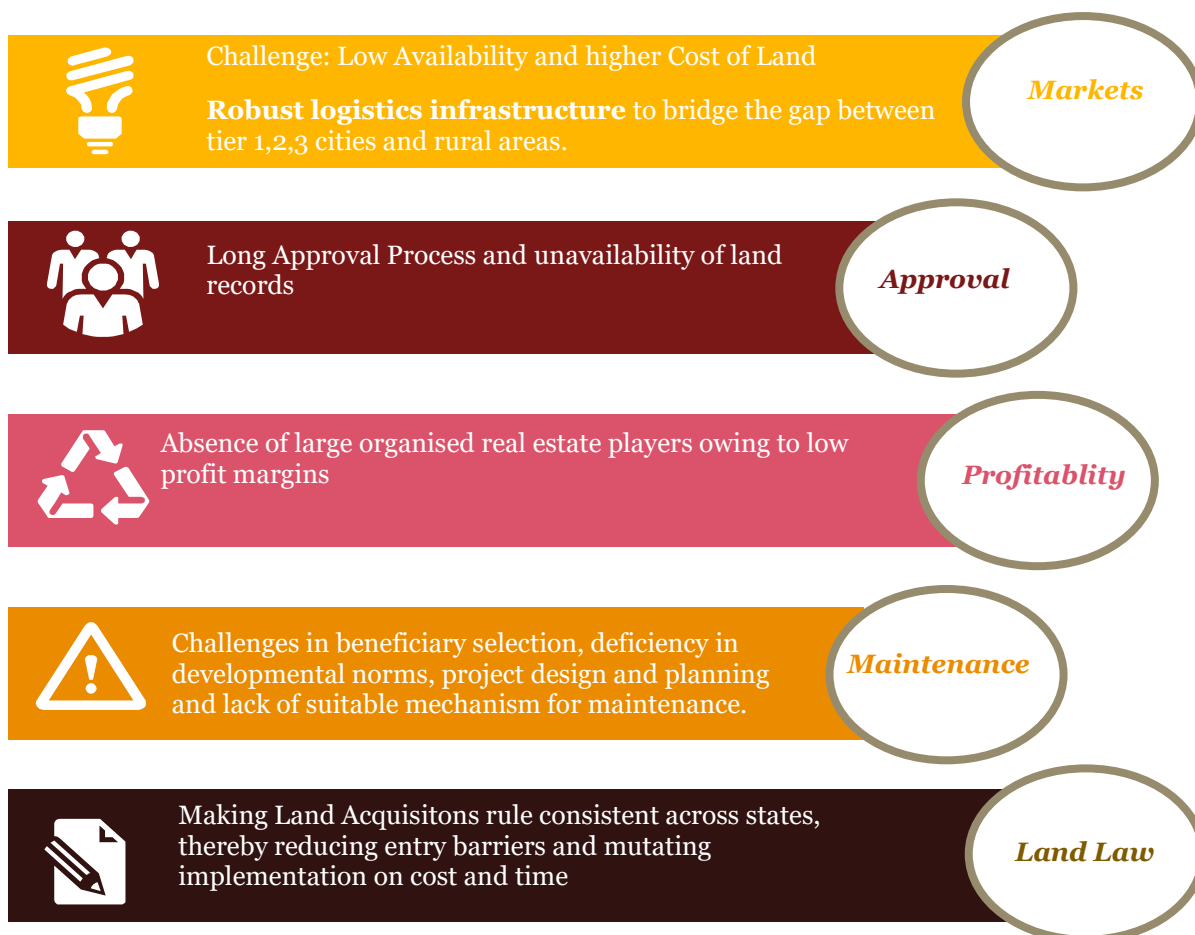 Challenge: Low Availability and higher Cost of Land
Robust logistics infrastructure to bridge the gap between
tier 1,2,3 cities and rural areas.
Markets
Long Approval Process and unavailability of land
records
Approval
Absence of large organised real estate players owing to low
profit margins
Profitablity
Challenges in beneficiary selection, deficiency in
developmental norms, project design and planning
and lack of suitable mechanism for maintenance.
Maintenance
Making Land Acquisitons rule consistent across states,
thereby reducing entry barriers and mutating
implementation on cost and time
Land Law